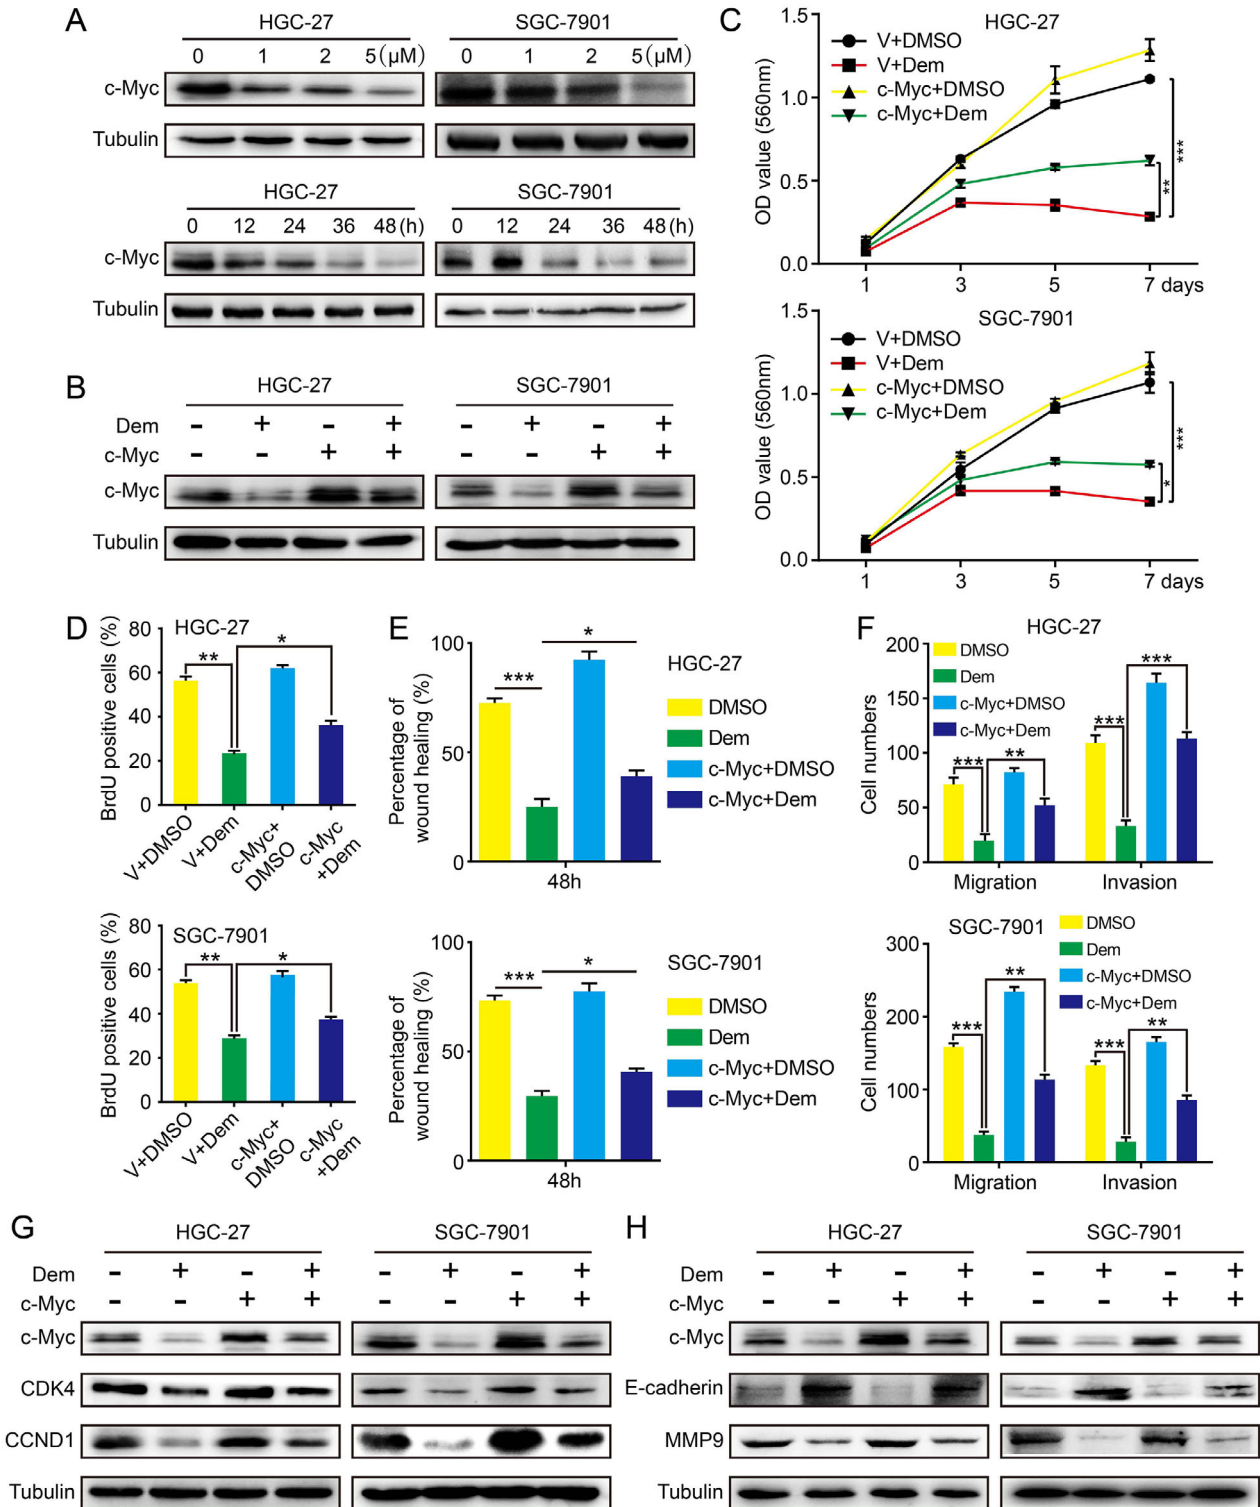 A
HGC-27
SGC-7901
0 1 2 5(μM)
0 1 2 5(μM)
c-Myc
Tubulin
HGC-27
SGC-7901
0 12 24 36 48(h)
0 12 24 36 48(h)
c-Myc
Tubulin
B
HGC-27
SGC-7901
Dem - + - + - + - +
c-Myc - - + + - - + +
c-Myc
Tubulin
C
HGC-27
V+DMSO
V+Dem
c-Myc+DMSO
c-Myc+Dem
OD value (560nm)
1.5
1.0
0.5
0.0
1 3 5 7 days
***
**
SGC-7901
V+DMSO
V+Dem
c-Myc+DMSO
c-Myc+Dem
OD value (560nm)
1.5
1.0
0.5
0.0
1 3 5 7 days
***
*
D
HGC-27
BrdU positive cells (%)
80
60
40
20
0
** *
V+DMSO
V+Dem
c-Myc+
DMSO
c-Myc
+Dem
SGC-7901
BrdU positive cells (%)
80
60
40
20
0
** *
V+DMSO
V+Dem
c-Myc+
DMSO
c-Myc
+Dem
E
Percentage of
wound healing (%)
100
50
0
*** *
48h
HGC-27
DMSO
Dem
c-Myc+DMSO
c-Myc+Dem
Percentage of
wound healing (%)
100
50
0
*** *
48h
SGC-7901
DMSO
Dem
c-Myc+DMSO
c-Myc+Dem
F
HGC-27
DMSO
Dem
c-Myc+DMSO
c-Myc+Dem
Cell numbers
200
150
100
50
0
*** ** *** ***
Migration Invasion
SGC-7901
DMSO
Dem
c-Myc+DMSO
c-Myc+Dem
Cell numbers
300
200
100
0
*** ** *** **
Migration Invasion
G
HGC-27
SGC-7901
Dem - + - + - + - +
c-Myc - - + + - - + +
c-Myc
CDK4
CCND1
Tubulin
H
HGC-27
SGC-7901
Dem - + - + - + - +
c-Myc - - + + - - + +
c-Myc
E-cadherin
MMP9
Tubulin